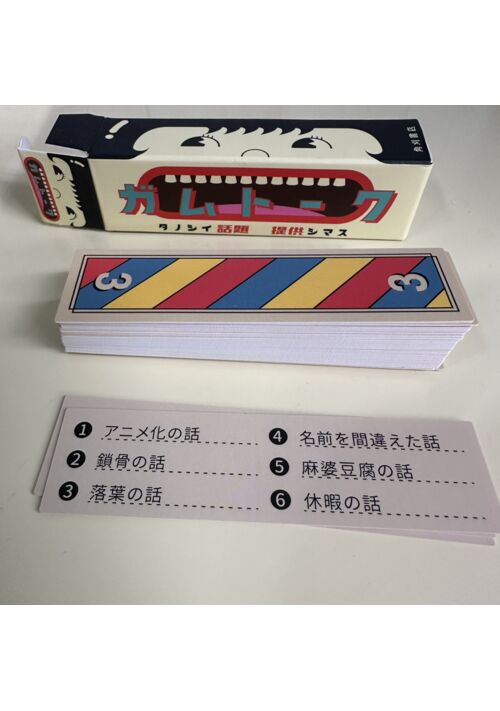 ガムトーク
タノシイ話題 提供シマス
3
3
❶ アニメ化の話
❷ 鎖骨の話
❸ 落葉の話
❹ 名前を間違えた話
❺ 麻婆豆腐の話
❻ 休暇の話